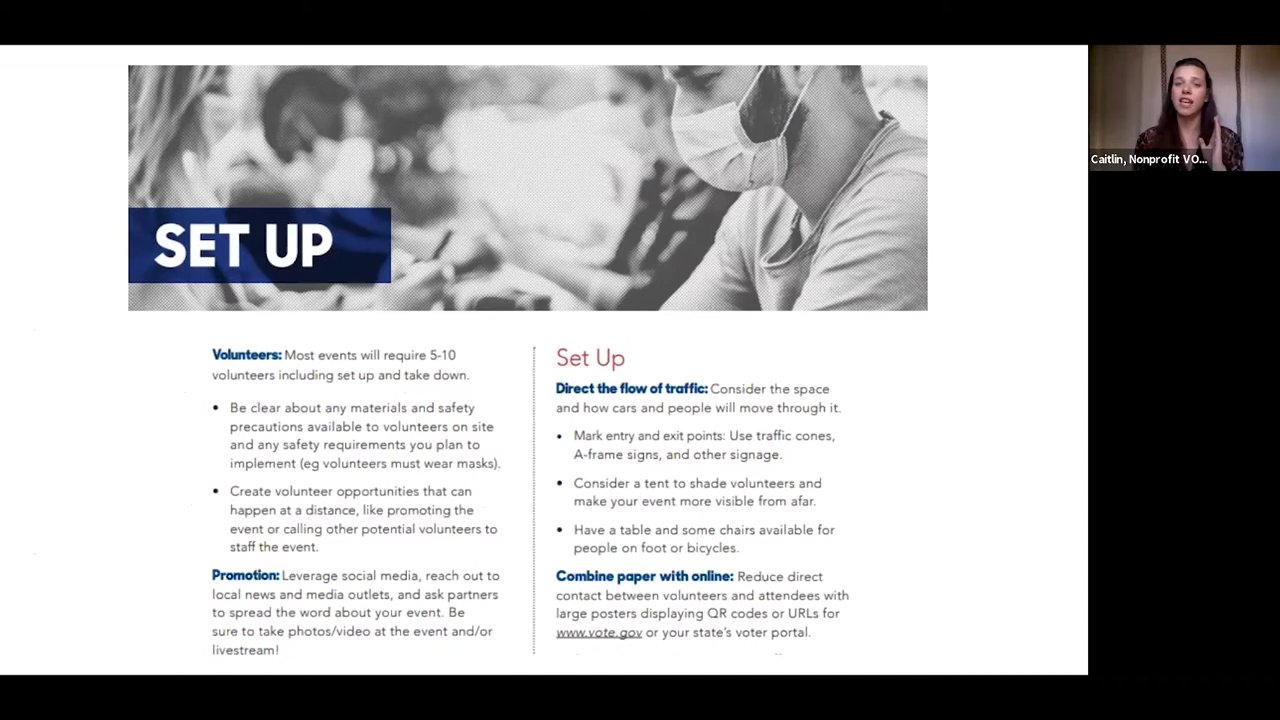 SET UP
Volunteers: Most events will require 5-10
volunteers including set up and take down.
• Be clear about any materials and safety
precautions available to volunteers on site
and any safety requirements you plan to
implement (eg volunteers must wear masks).
• Create volunteer opportunities that can
happen at a distance, like promoting the
event or calling other potential volunteers to
staff the event.
Promotion: Leverage social media, reach out to
local news and media outlets, and ask partners
to spread the word about your event. Be
sure to take photos/video at the event and/or
livestream!
Set Up
Direct the flow of traffic: Consider the space
and how cars and people will move through it.
• Mark entry and exit points: Use traffic cones,
A-frame signs, and other signage.
• Consider a tent to shade volunteers and
make your event more visible from afar.
• Have a table and some chairs available for
people on foot or bicycles.
Combine paper with online: Reduce direct
contact between volunteers and attendees with
large posters displaying QR codes or URLs for
www.vote.gov or your state's voter portal.
Caitlin, Nonprofit VO...